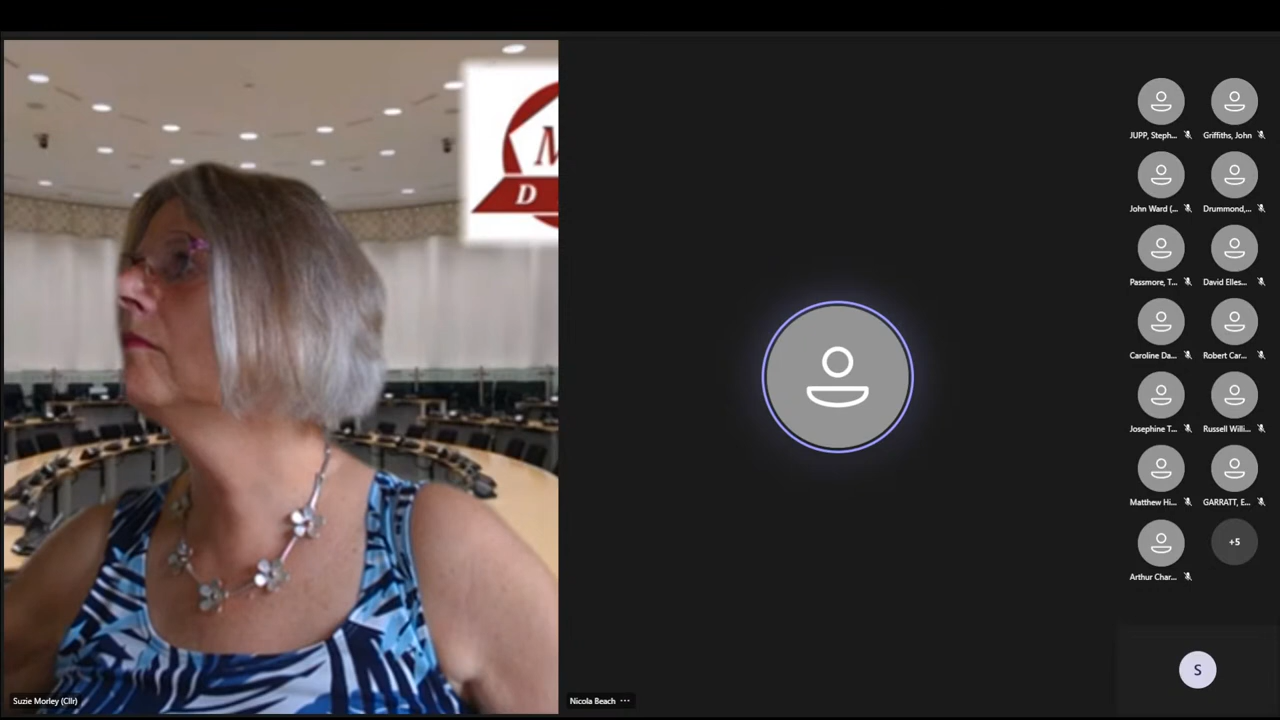 M
D
Suzie Morley (Cllr)
Nicola Beach
JUPP, Steph...
Griffiths, John
John Ward (...
Drummond,...
Passmore, T...
David Elles...
Caroline Da...
Robert Car...
Josephine T...
Russell Willi...
Matthew Hi...
GARRATT, E...
Arthur Char...
+5
S